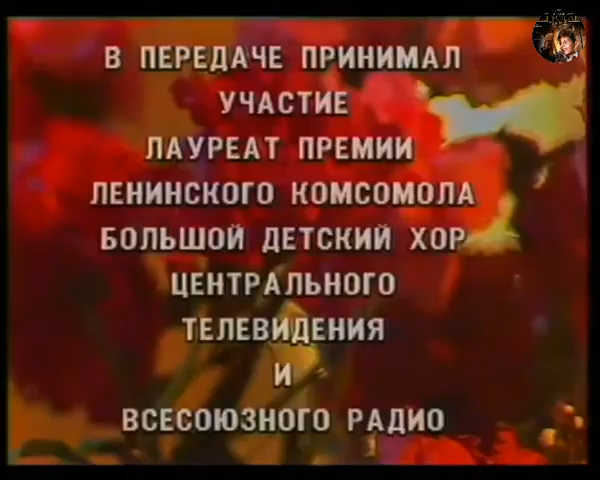 В ПЕРЕДАЧЕ ПРИНИМАЛ
УЧАСТИЕ
ЛАУРЕАТ ПРЕМИИ
ЛЕНИНСКОГО КОМСОМОЛА
БОЛЬШОЙ ДЕТСКИЙ ХОР
ЦЕНТРАЛЬНОГО
ТЕЛЕВИДЕНИЯ
И
ВСЕСОЮЗНОГО РАДИО